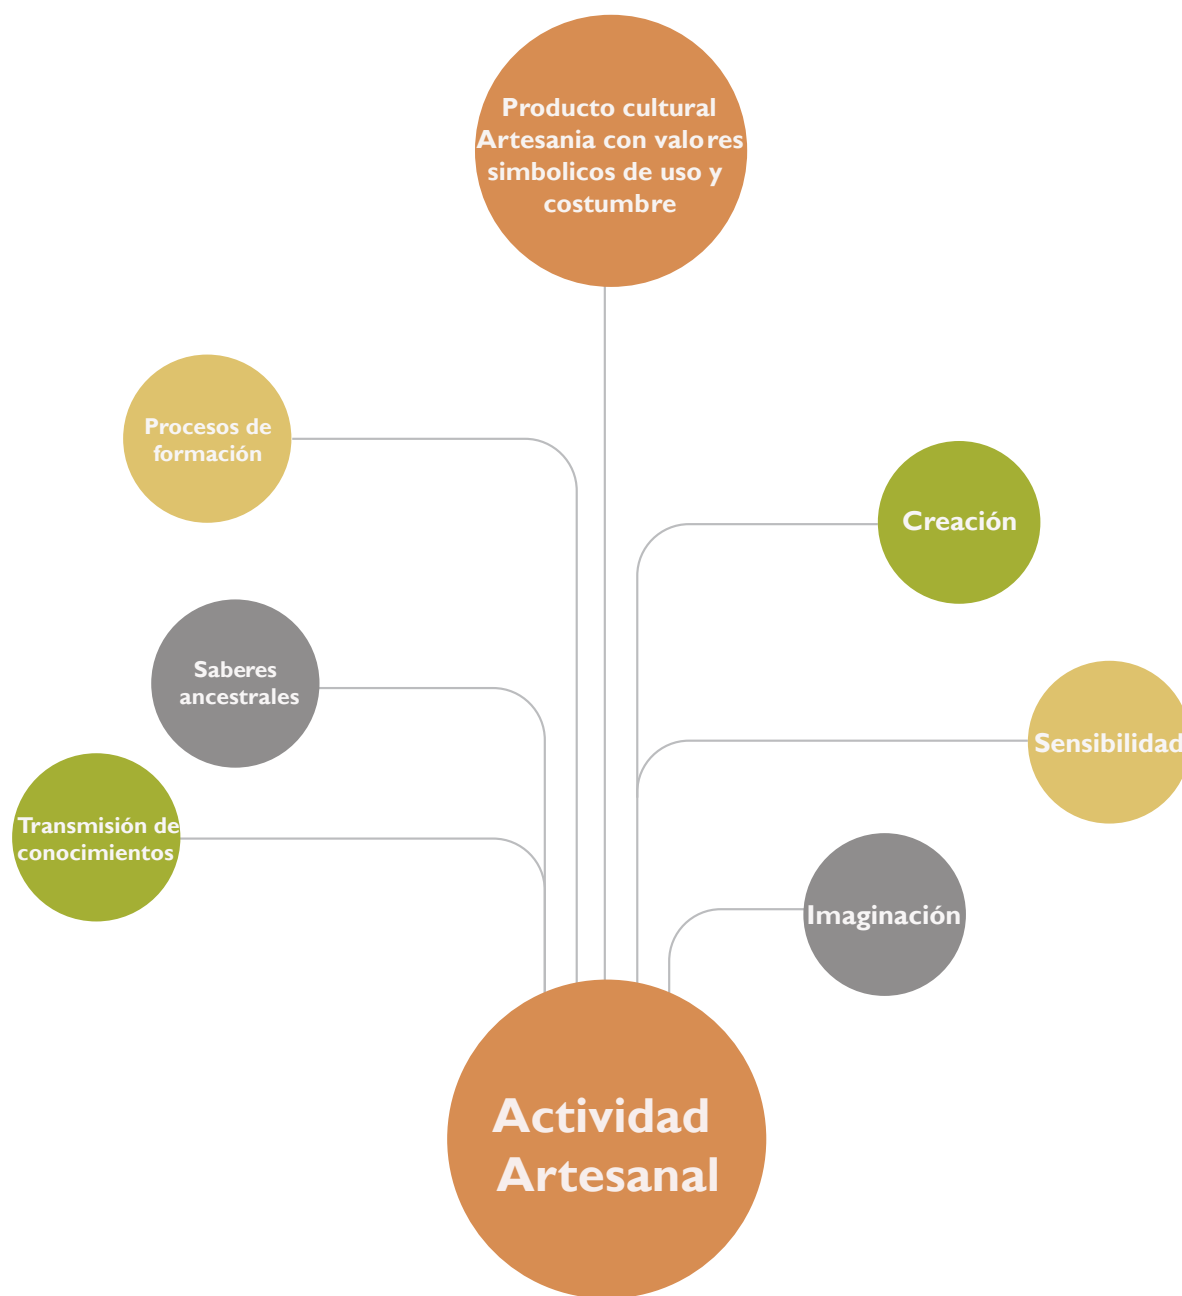 Producto cultural
Artesania con valores
simbolicos de uso y
costumbre
Procesos de
formación
Creación
Saberes
ancestrales
Sensibilidad
Transmisión de
conocimientos
Imaginación
Actividad
Artesanal